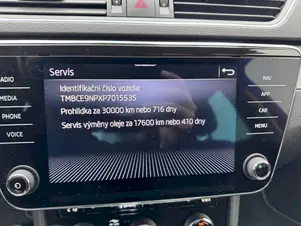 Servis
RADIO
MEDIA
PHONE
VOICE
Identifikační číslo vozidla
TMBCE9NPXP7015535
Prohlídka za 30000 km nebo 716 dny
Servis výměny oleje za 17600 km nebo 410 dny
NAV
APP
CAR
MENU